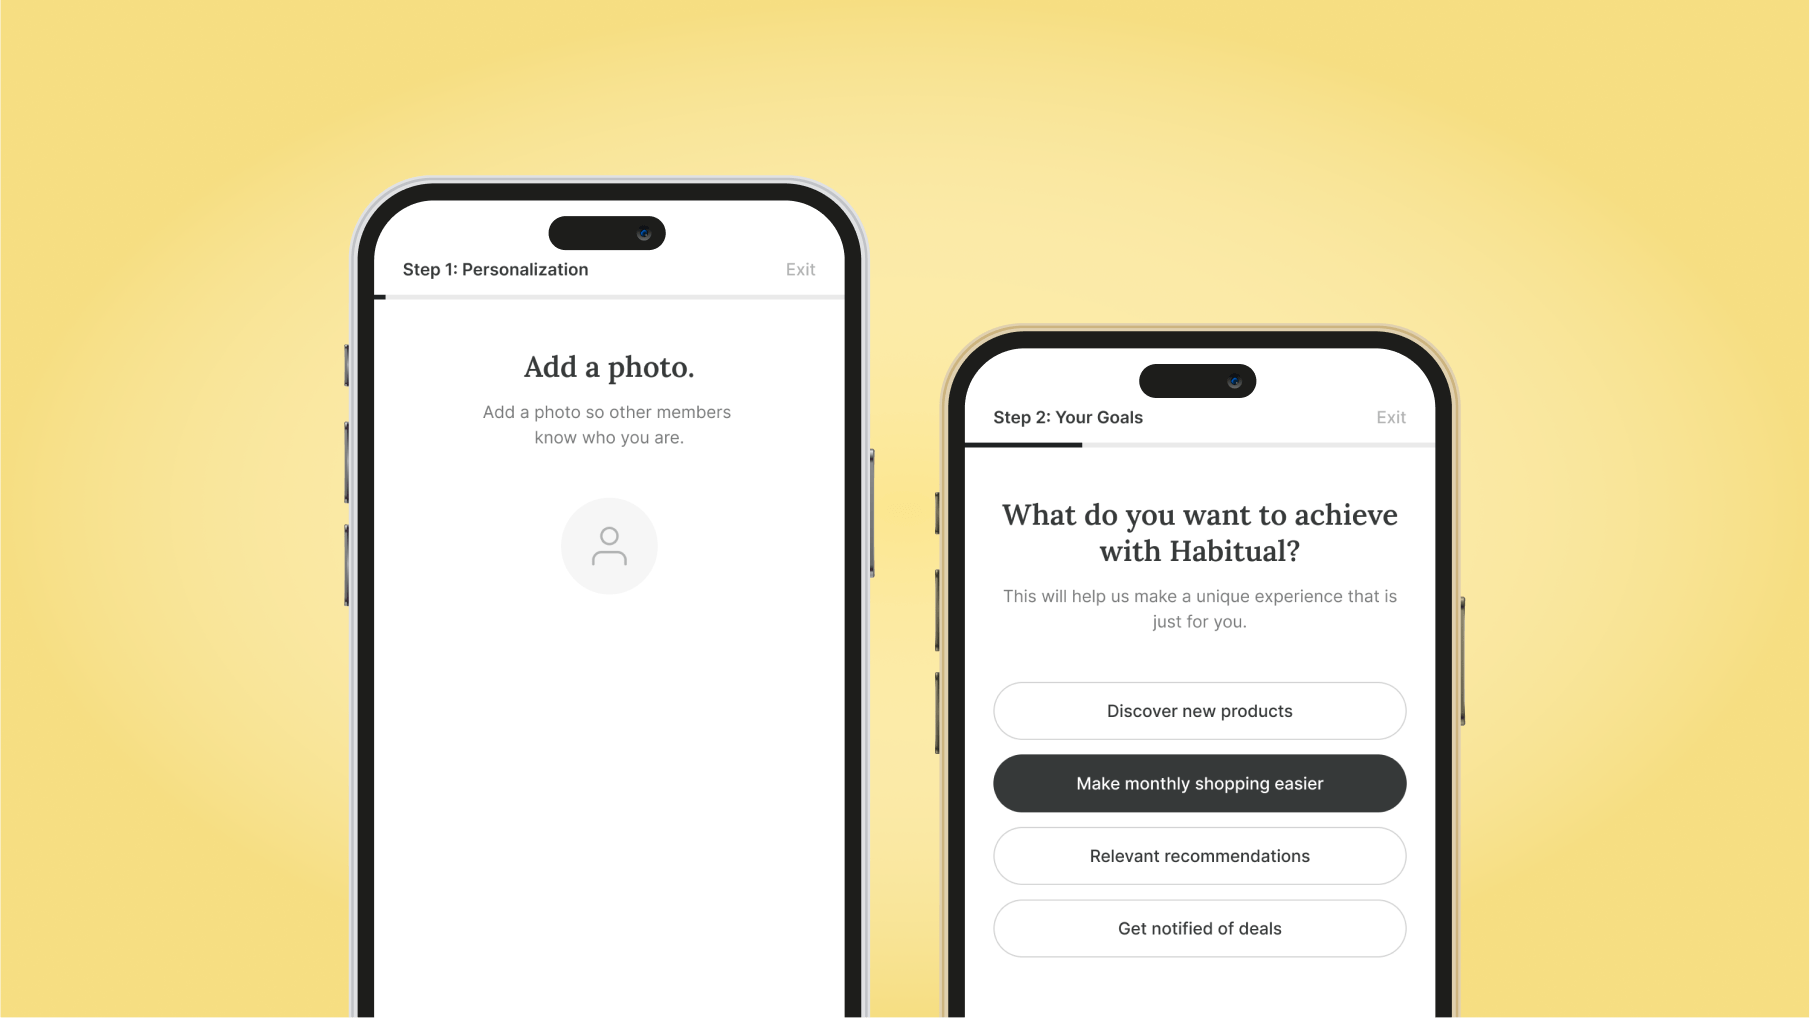 Step 1: Personalization
Exit
Add a photo.
Add a photo so other members
know who you are.
Step 2: Your Goals
Exit
What do you want to achieve
with Habitual?
This will help us make a unique experience that is
just for you.
Discover new products
Make monthly shopping easier
Relevant recommendations
Get notified of deals